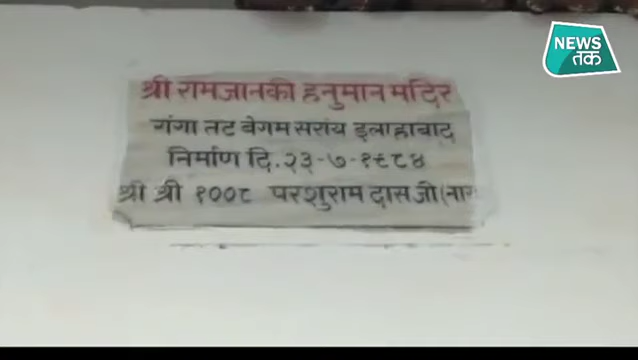 NEWS
तक
श्री रामजानकी हनुमान मंदिर
गंगा तट बेगम सरांय इलाहाबाद
निर्माण दि. २३-७-१९८४
श्री श्री १००८ परशुराम दास जी (नाग